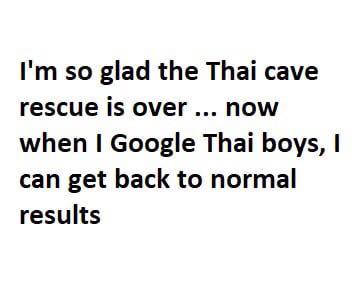 I'm so glad the Thai cave
rescue is over ... now
when I Google Thai boys, I
can get back to normal
results